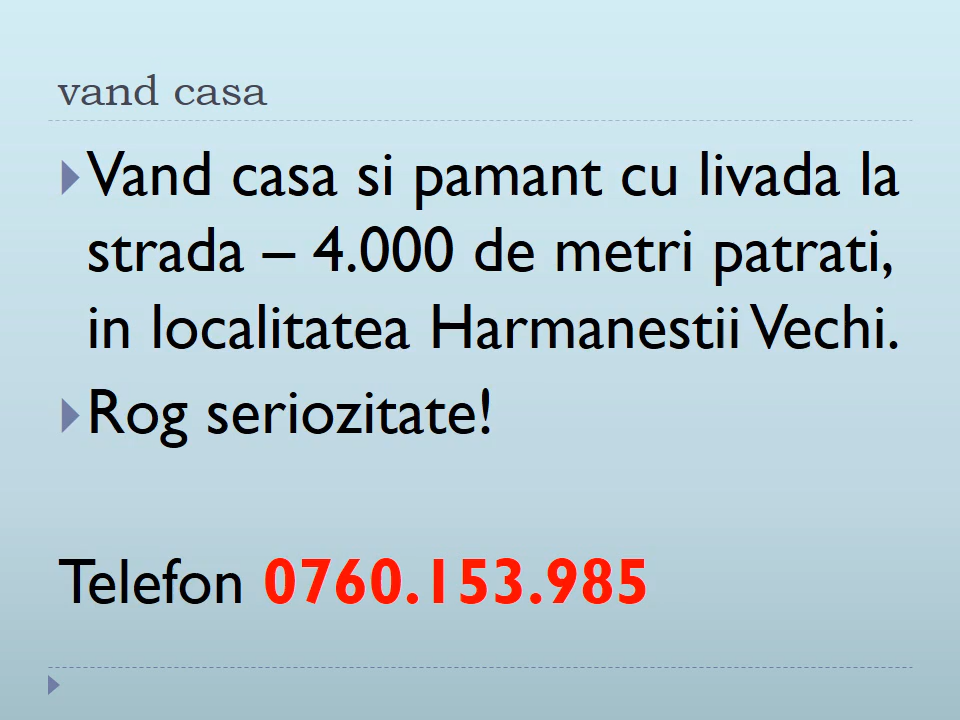 vand casa
Vand casa si pamant cu livada la
strada – 4.000 de metri patrati,
in localitatea Harmanestii Vechi.
Rog seriozitate!
Telefon 0760.153.985